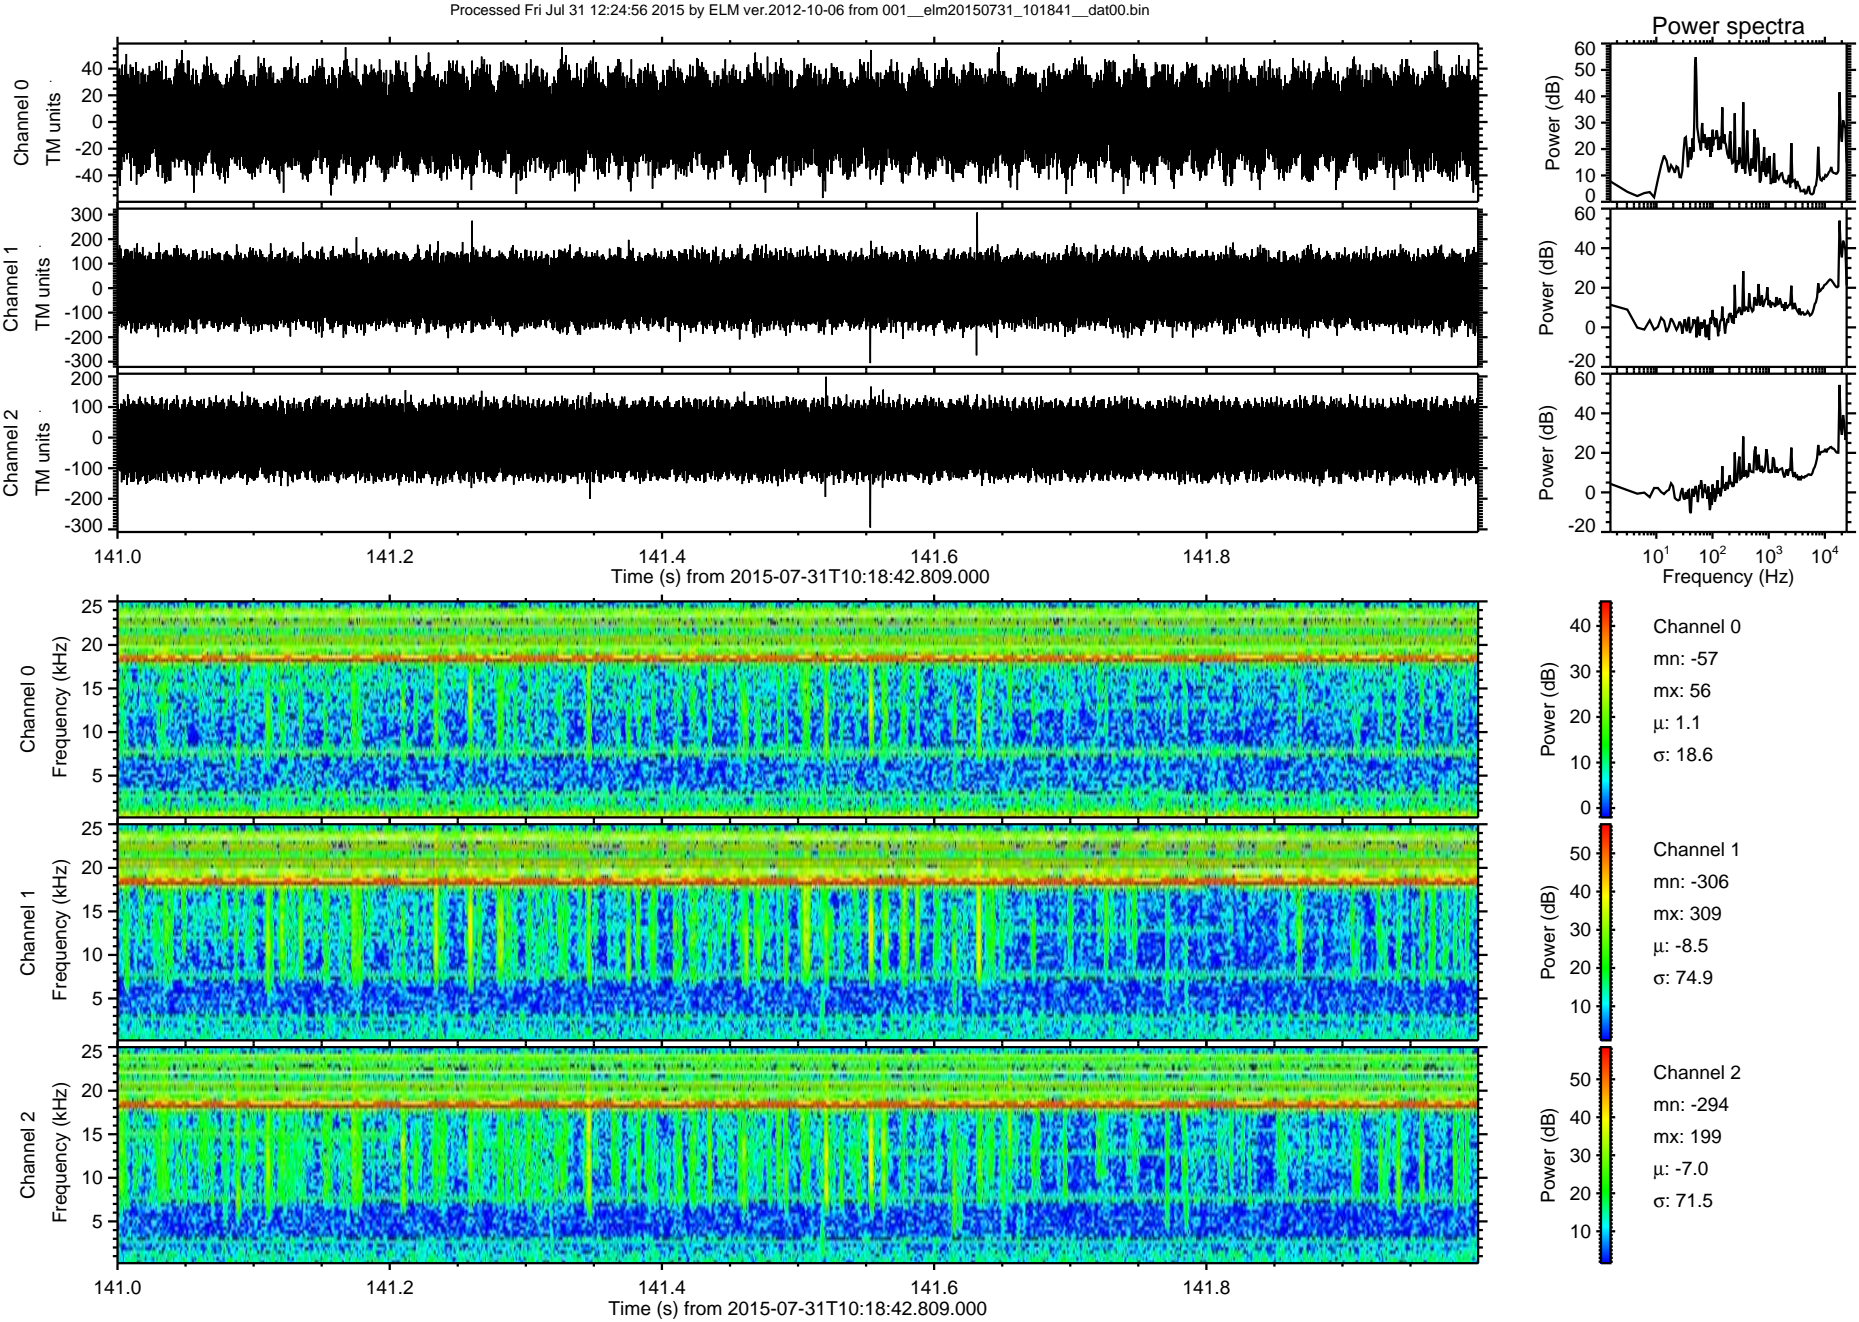 Processed Fri Jul 31 12:24:56 2015 by ELM ver.2012-10-06 from 001__elm20150731_101841__dat00.bin
Power spectra
Channel 0
TM units
40
20
0
-20
-40
Power (dB)
60
50
40
30
20
10
0
Channel 1
TM units
300
200
100
0
-100
-200
-300
Power (dB)
60
40
20
0
-20
Channel 2
TM units
200
100
0
-100
-200
-300
Power (dB)
60
40
20
0
-20
141.0 141.2 141.4 141.6 141.8
Time (s) from 2015-07-31T10:18:42.809.000
10¹ 10² 10³ 10⁴
Frequency (Hz)
Channel 0
Frequency (kHz)
25
20
15
10
5
Power (dB)
40
30
20
10
0
Channel 0
mn: -57
mx: 56
μ: 1.1
σ: 18.6
Channel 1
Frequency (kHz)
25
20
15
10
5
Power (dB)
50
40
30
20
10
Channel 1
mn: -306
mx: 309
μ: -8.5
σ: 74.9
Channel 2
Frequency (kHz)
25
20
15
10
5
Power (dB)
50
40
30
20
10
Channel 2
mn: -294
mx: 199
μ: -7.0
σ: 71.5
141.0 141.2 141.4 141.6 141.8
Time (s) from 2015-07-31T10:18:42.809.000